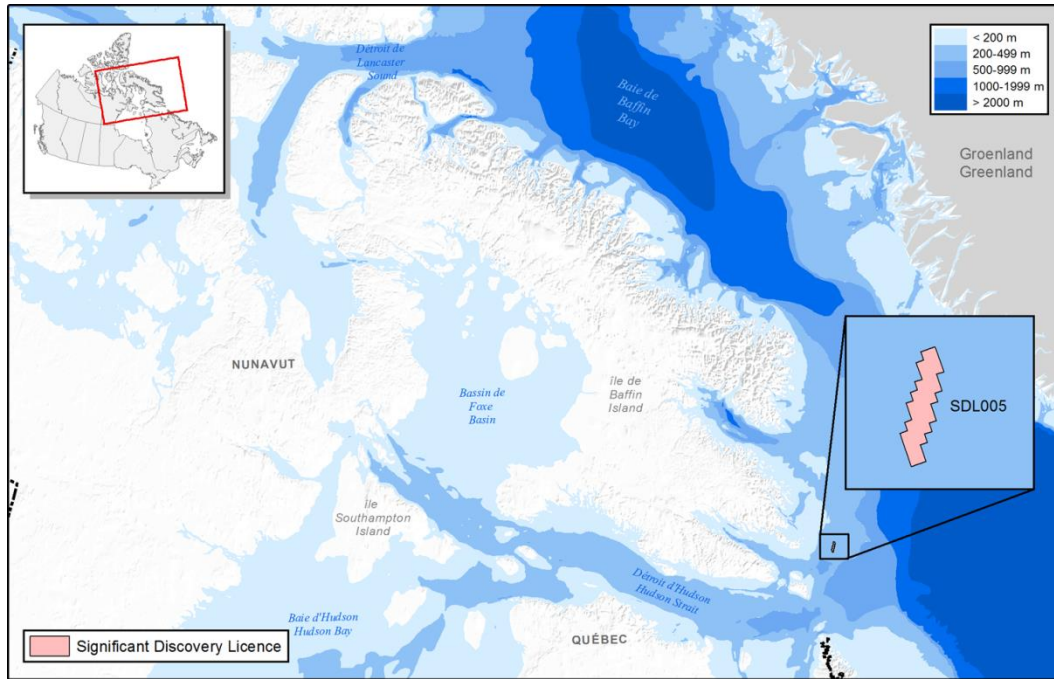 Détroit de
Lancaster
Sound
Baie de
Baffin
Bay
< 200 m
200-499 m
500-999 m
1000-1999 m
> 2000 m
Groenland
Greenland
NUNAVUT
Bassin de
Foxe
Basin
île de
Baffin
Island
SDL005
île
Southampton
Island
Détroit d'Hudson
Hudson Strait
Baie d'Hudson
Hudson Bay
QUÉBEC
Significant Discovery Licence